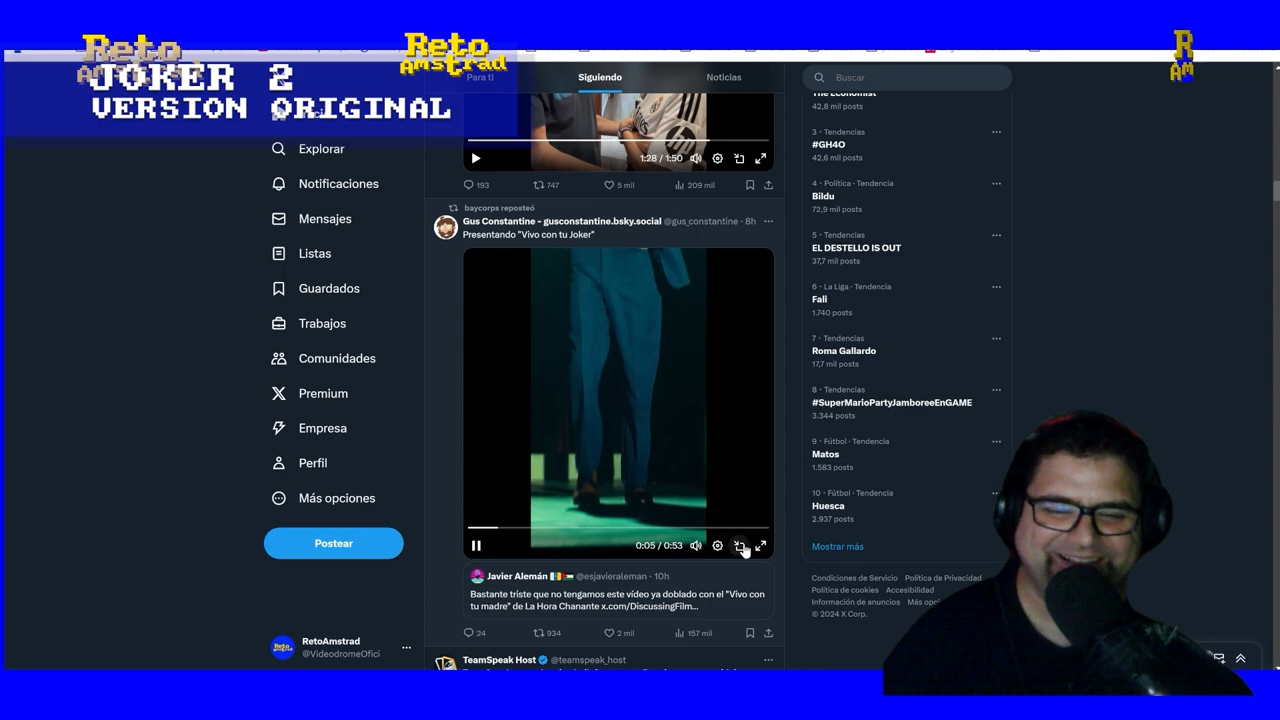 Reto
Amstrad
JOKER 2
VERSION ORIGINAL
Reto
Amstrad
R
AM
Explorar
Notificaciones
Mensajes
Listas
Guardados
Trabajos
Comunidades
Premium
Empresa
Perfil
Más opciones
Postear
RetoAmstrad
@VideodromeOfici
Para ti
Siguiendo
Noticias
1:28 / 1:50
193 747 5 mil 209 mil
baycorps reposteó
Gus Constantine - gusconstantine.bsky.social @gus_constantine · 8h
Presentando "Vivo con tu Joker"
0:05 / 0:53
Javier Alemán @esjavieraleman · 10h
Bastante triste que no tengamos este vídeo ya doblado con el "Vivo con
tu madre" de La Hora Chanante x.com/DiscussingFilm...
24 934 2 mil 157 mil
TeamSpeak Host @teamspeak_host
Buscar
The Economist
42,8 mil posts
3 · Tendencias
#GH4O
42,6 mil posts
4 · Política · Tendencia
Bildu
72,9 mil posts
5 · Tendencias
EL DESTELLO IS OUT
37,7 mil posts
6 · La Liga · Tendencia
Fali
1.740 posts
7 · Tendencias
Roma Gallardo
17,7 mil posts
8 · Tendencias
#SuperMarioPartyJamboreeEnGAME
3.344 posts
9 · Fútbol · Tendencia
Matos
1.583 posts
10 · Fútbol · Tendencia
Huesca
2.937 posts
Mostrar más
Condiciones de Servicio Política de Privacidad
Política de cookies Accesibilidad
Información de anuncios Más opci
© 2024 X Corp.